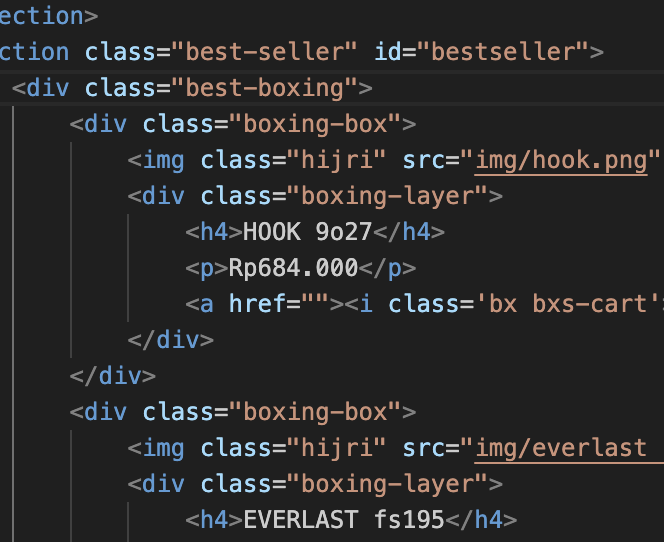 ection>
ction class="best-seller" id="bestseller">
<div class="best-boxing">
<div class="boxing-box">
<img class="hijri" src="img/hook.png"
<div class="boxing-layer">
<h4>HOOK 9o27</h4>
<p>Rp684.000</p>
<a href=""><i class='bx bxs-cart'>
</div>
</div>
<div class="boxing-box">
<img class="hijri" src="img/everlast
<div class="boxing-layer">
<h4>EVERLAST fs195</h4>